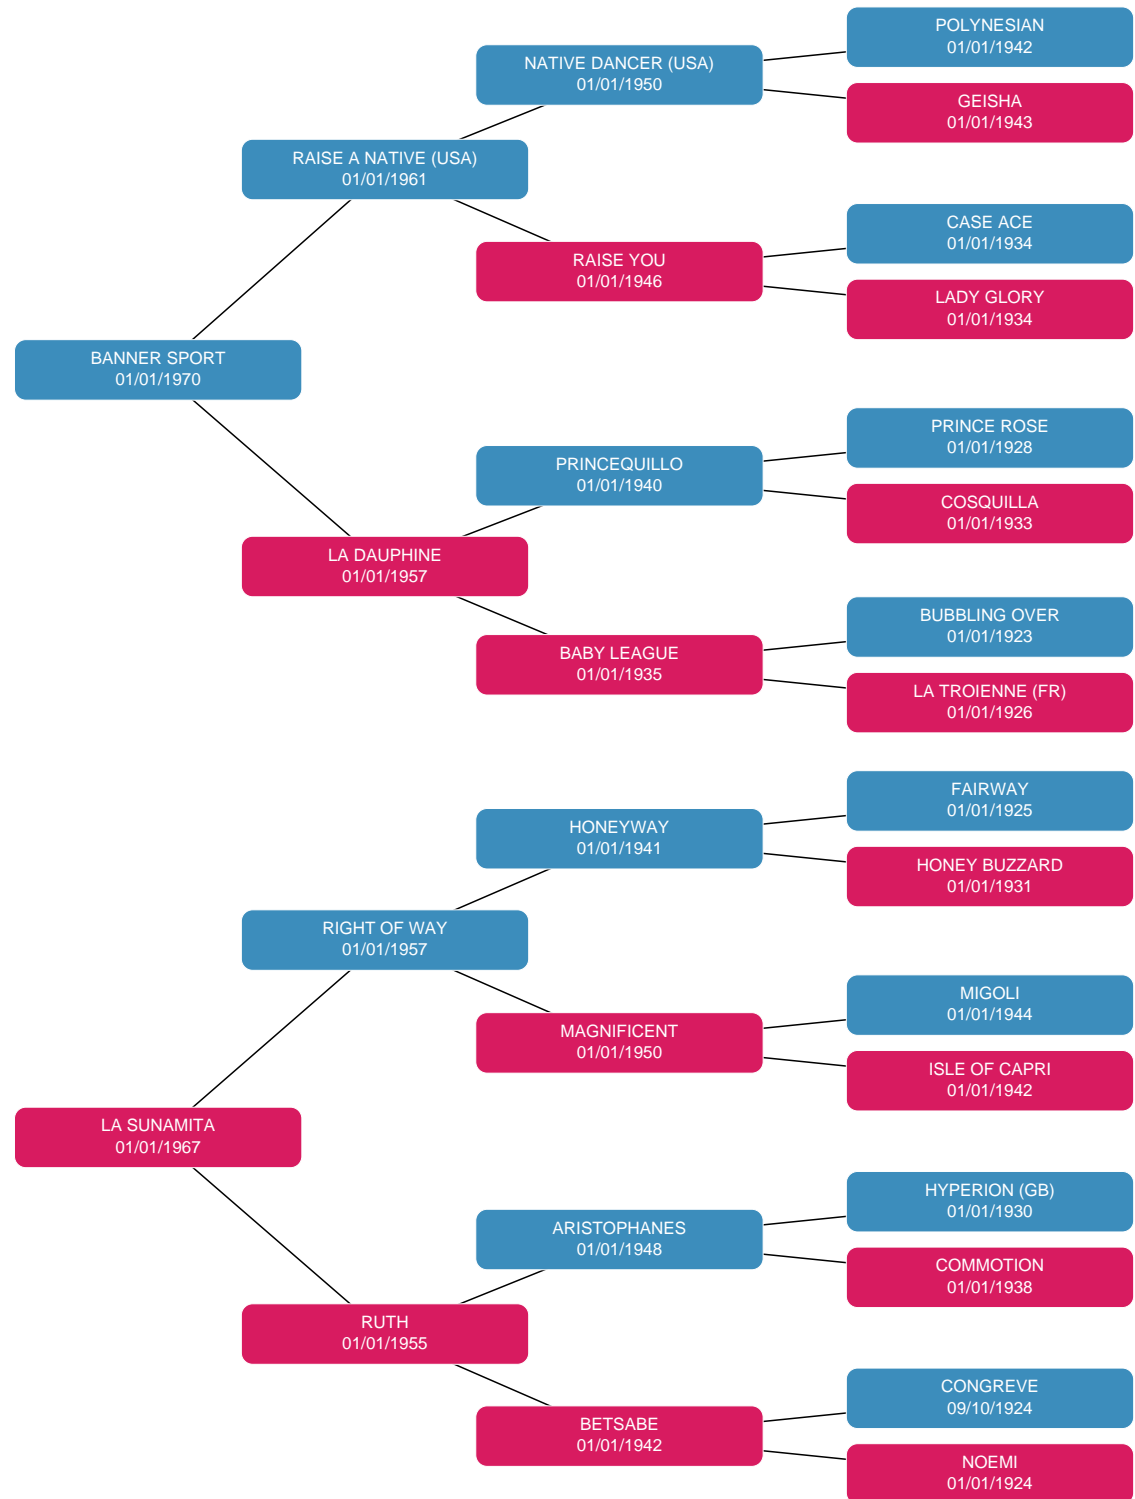 POLYNESIAN
01/01/1942
NATIVE DANCER (USA)
01/01/1950
GEISHA
01/01/1943
RAISE A NATIVE (USA)
01/01/1961
CASE ACE
01/01/1934
RAISE YOU
01/01/1946
LADY GLORY
01/01/1934
BANNER SPORT
01/01/1970
PRINCE ROSE
01/01/1928
PRINCEQUILLO
01/01/1940
COSQUILLA
01/01/1933
LA DAUPHINE
01/01/1957
BUBBLING OVER
01/01/1923
BABY LEAGUE
01/01/1935
LA TROIENNE (FR)
01/01/1926
FAIRWAY
01/01/1925
HONEYWAY
01/01/1941
HONEY BUZZARD
01/01/1931
RIGHT OF WAY
01/01/1957
MIGOLI
01/01/1944
MAGNIFICENT
01/01/1950
ISLE OF CAPRI
01/01/1942
LA SUNAMITA
01/01/1967
HYPERION (GB)
01/01/1930
ARISTOPHANES
01/01/1948
COMMOTION
01/01/1938
RUTH
01/01/1955
CONGREVE
09/10/1924
BETSABE
01/01/1942
NOEMI
01/01/1924